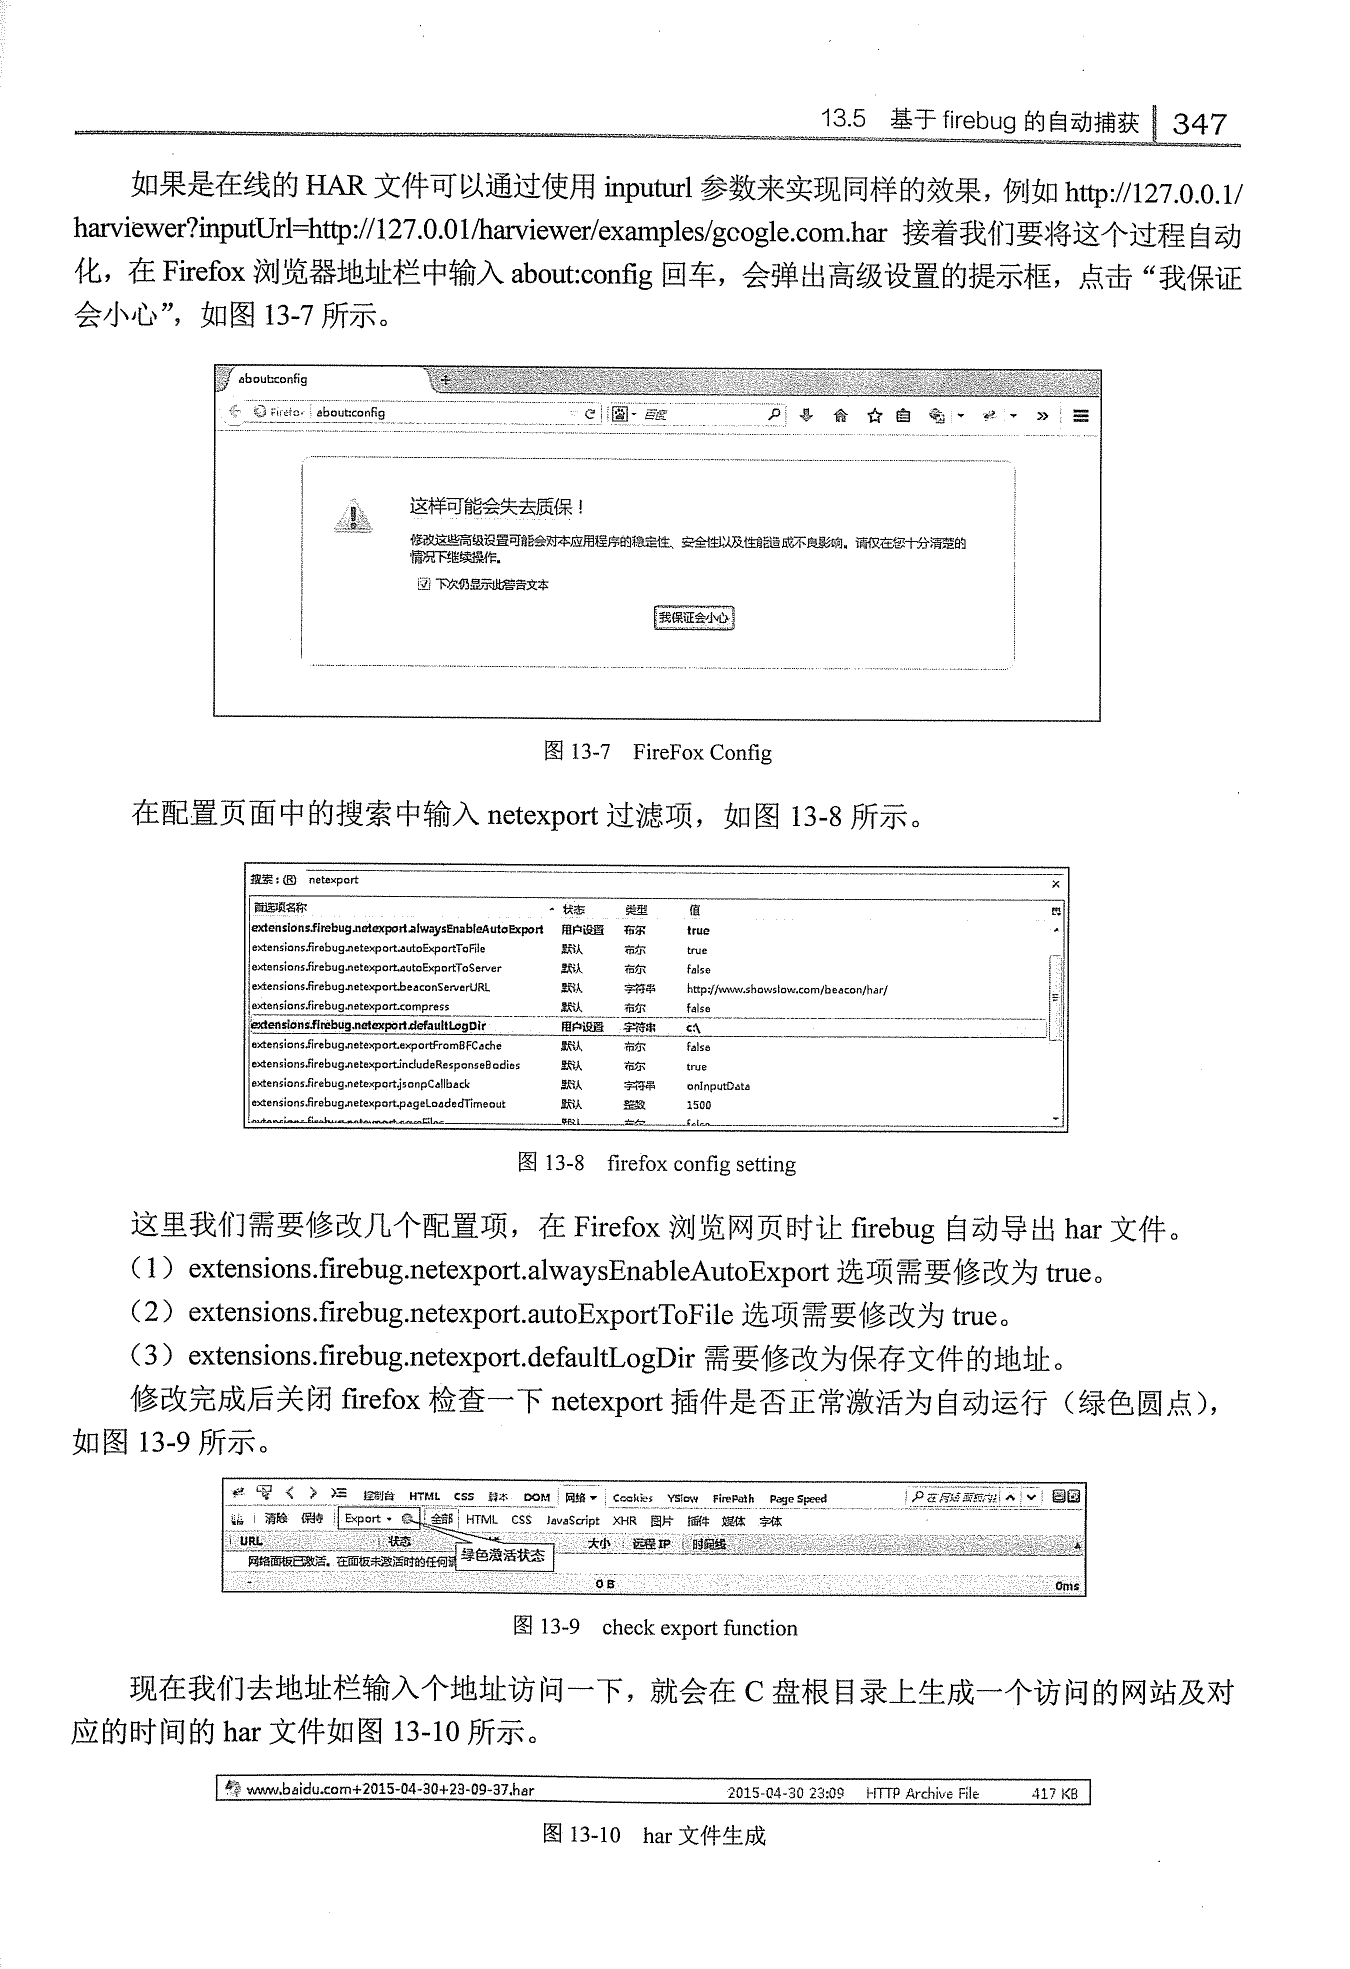 13.5 基于 firebug 的自动捕获 347
如果是在线的 HAR 文件可以通过使用 inputurl 参数来实现同样的效果，例如 http://127.0.0.1/
harviewer?inputUrl=http://127.0.01/harviewer/examples/gcogle.com.har 接着我们要将这个过程自动
化，在 Firefox 浏览器地址栏中输入 about:config 回车，会弹出高级设置的提示框，点击“我保证
会小心”，如图 13-7 所示。
about:config
Firefox about:config 百度
这样可能会失去质保！
修改这些高级设置可能会对本应用程序的稳定性、安全性以及性能造成不良影响。请仅在您十分清楚的
情况下继续操作。
下次仍显示此警告文本
我保证会小心
图 13-7 FireFox Config
在配置页面中的搜索中输入 netexport 过滤项，如图 13-8 所示。
搜索：(R) netexport
首选项名称 状态 类型 值
extensions.firebug.netexport.alwaysEnableAutoExport 用户设置 布尔 true
extensions.firebug.netexport.autoExportToFile 默认 布尔 true
extensions.firebug.netexport.autoExportToServer 默认 布尔 false
extensions.firebug.netexport.beaconServerURL 默认 字符串 http://www.showslow.com/beacon/har/
extensions.firebug.netexport.compress 默认 布尔 false
extensions.firebug.netexport.defaultLogDir 用户设置 字符串 c:\
extensions.firebug.netexport.exportFromBFCache 默认 布尔 false
extensions.firebug.netexport.includeResponseBodies 默认 布尔 true
extensions.firebug.netexport.jsonpCallback 默认 字符串 onInputData
extensions.firebug.netexport.pageLoadedTimeout 默认 整数 1500
图 13-8 firefox config setting
这里我们需要修改几个配置项，在 Firefox 浏览网页时让 firebug 自动导出 har 文件。
（1）extensions.firebug.netexport.alwaysEnableAutoExport 选项需要修改为 true。
（2）extensions.firebug.netexport.autoExportToFile 选项需要修改为 true。
（3）extensions.firebug.netexport.defaultLogDir 需要修改为保存文件的地址。
修改完成后关闭 firefox 检查一下 netexport 插件是否正常激活为自动运行（绿色圆点），
如图 13-9 所示。
控制台 HTML CSS 脚本 DOM 网络 Cookies YSlow FirePath Page Speed
清除 保持 Export 全部 HTML CSS JavaScript XHR 图片 插件 媒体 字体
URL 状态 大小 远程 IP 时间线
网络面板已激活。在面板未激活时的任何 绿色激活状态
0 B 0ms
图 13-9 check export function
现在我们去地址栏输入个地址访问一下，就会在 C 盘根目录上生成一个访问的网站及对
应的时间的 har 文件如图 13-10 所示。
www.baidu.com+2015-04-30+23-09-37.har 2015-04-30 23:09 HTTP Archive File 417 KB
图 13-10 har 文件生成